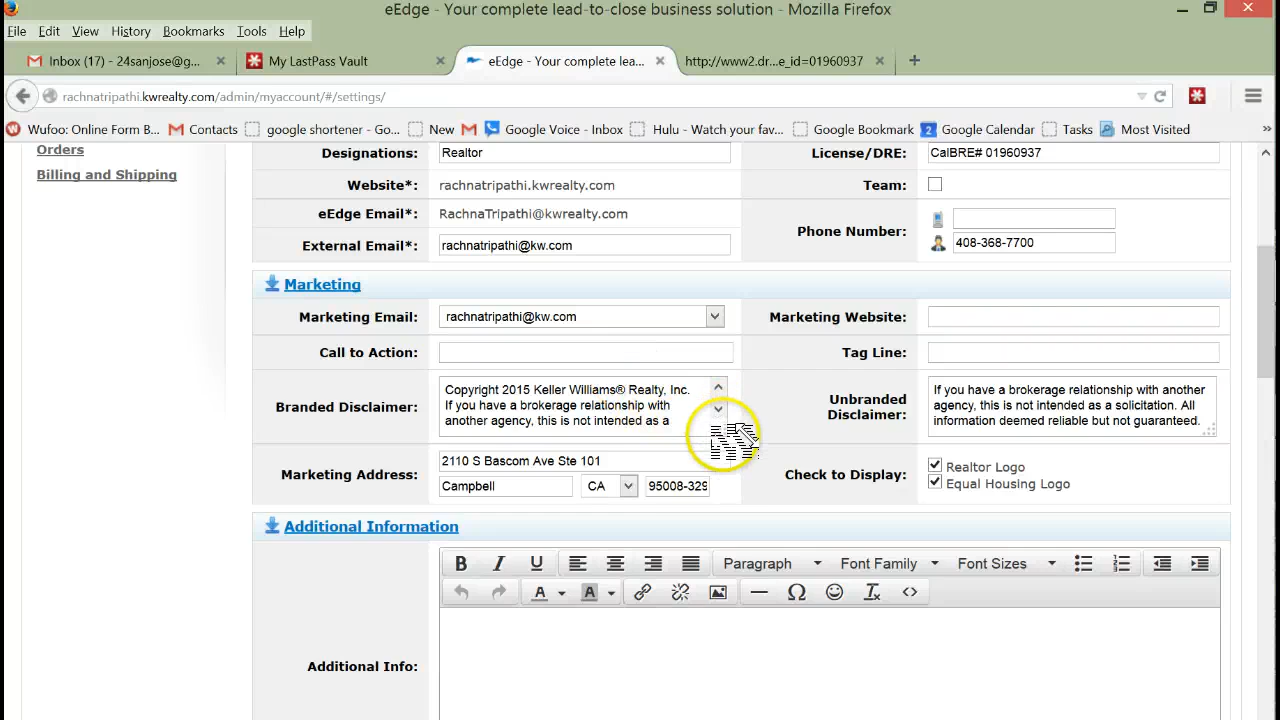 eEdge - Your complete lead-to-close business solution - Mozilla Firefox
File Edit View History Bookmarks Tools Help
Inbox (17) - 24sanjose@g... My LastPass Vault eEdge - Your complete lea... http://www2.dr...e_id=01960937
rachnatripathi.kwrealty.com/admin/myaccount/#/settings/
Wufoo: Online Form B... Contacts google shortener - Go... New Google Voice - Inbox Hulu - Watch your fav... Google Bookmark Google Calendar Tasks Most Visited
Orders
Billing and Shipping
Designations: Realtor License/DRE: CalBRE# 01960937
Website*: rachnatripathi.kwrealty.com Team:
eEdge Email*: RachnaTripathi@kwrealty.com
Phone Number:
External Email*: rachnatripathi@kw.com 408-368-7700
Marketing
Marketing Email: rachnatripathi@kw.com Marketing Website:
Call to Action: Tag Line:
Branded Disclaimer: Copyright 2015 Keller Williams® Realty, Inc.
If you have a brokerage relationship with
another agency, this is not intended as a
Unbranded
Disclaimer:
If you have a brokerage relationship with another
agency, this is not intended as a solicitation. All
information deemed reliable but not guaranteed.
Marketing Address: 2110 S Bascom Ave Ste 101
Campbell CA 95008-329
Check to Display: Realtor Logo
Equal Housing Logo
Additional Information
B I U Paragraph Font Family Font Sizes
A A
Additional Info: